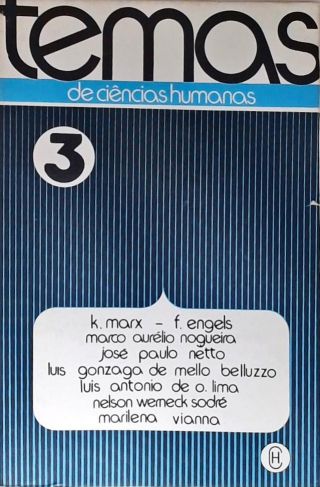 temas
de ciências humanas
3
k. marx – f. engels
marco aurélio nogueira
josé paulo netto
luis gonzaga de mello belluzzo
luis antonio de o. lima
nelson werneck sodré
marilena vianna
CH